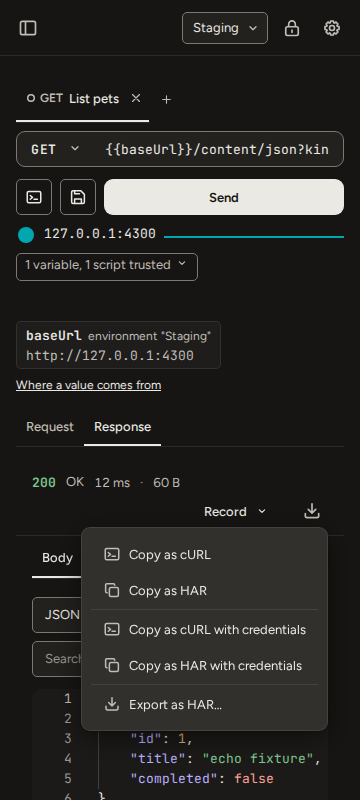 Staging
GET List pets
GET {{baseUrl}}/content/json?kin
Send
127.0.0.1:4300
1 variable, 1 script trusted
baseUrl environment "Staging"
http://127.0.0.1:4300
Where a value comes from
Request Response
200 OK 12 ms · 60 B
Record
Body
Copy as cURL
Copy as HAR
JSON
Copy as cURL with credentials
Search
Copy as HAR with credentials
1
Export as HAR...
2
3 "id": 1,
4 "title": "echo fixture",
5 "completed": false
6 }